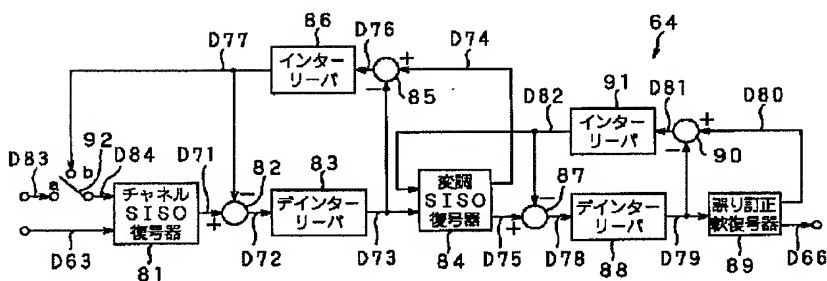 86
D77
D76
D74
64
インター
リーパ
+
-
85
91
D82
D81
D80
インター
リーパ
+
-
90
92
b
D83
a
D84
D71
82
83
-
+
チャネル
SISO
復号器
デインター
リーパ
変調
SISO
復号器
87
-
+
デインター
リーパ
誤り訂正
軟復号器
D63
81
D72
D73
84
D75
D78
88
D79
89
D66